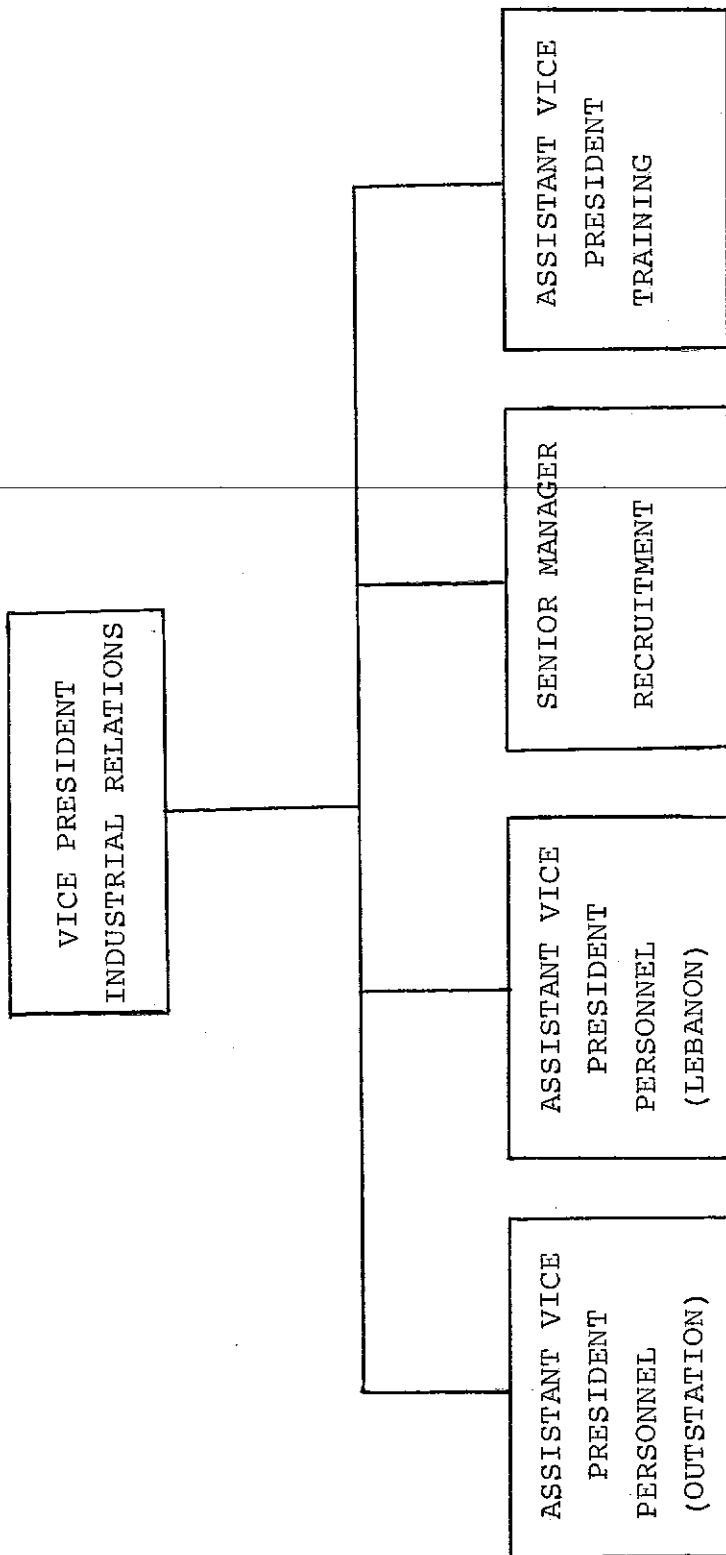 VICE PRESIDENT
INDUSTRIAL RELATIONS
ASSISTANT VICE
PRESIDENT
PERSONNEL
(OUTSTATION)
ASSISTANT VICE
PRESIDENT
PERSONNEL
(LEBANON)
SENIOR MANAGER
RECRUITMENT
ASSISTANT VICE
PRESIDENT
TRAINING